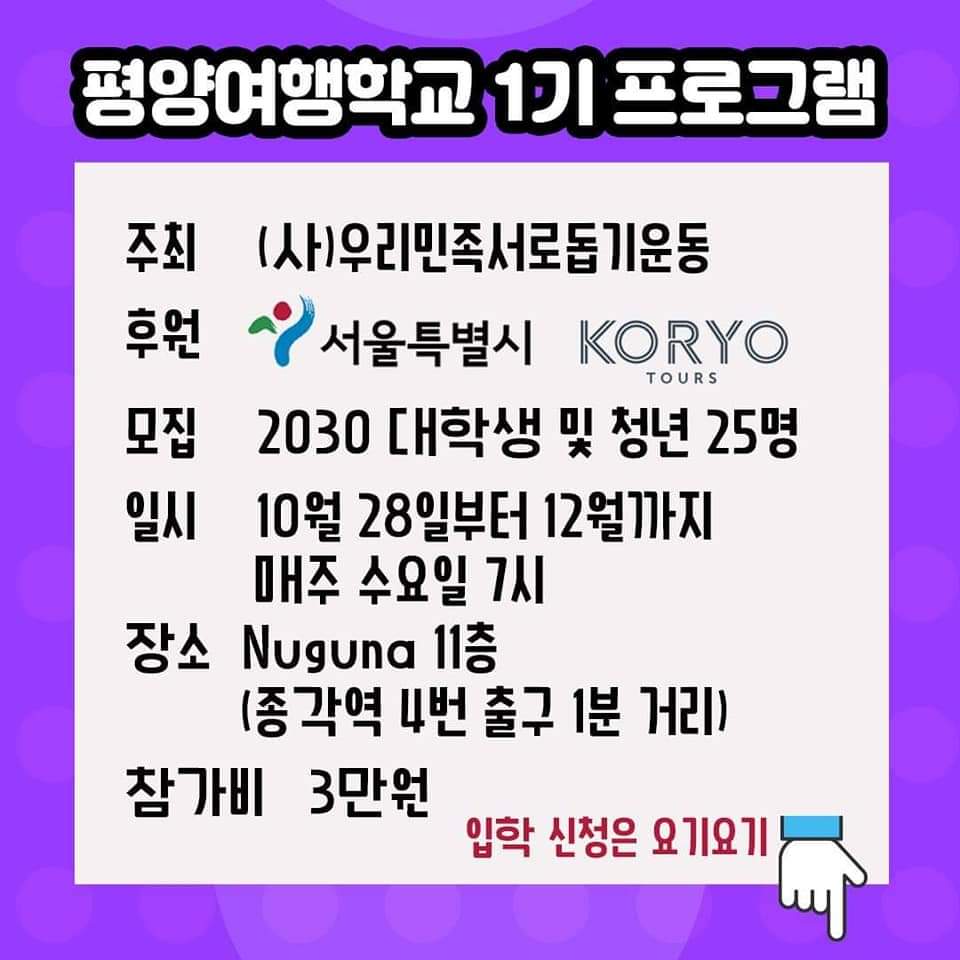 평양여행학교 1기 프로그램
주최 (사)우리민족서로돕기운동
후원 서울특별시 KORYO
TOURS
모집 2030 대학생 및 청년 25명
일시 10월 28일부터 12월까지
매주 수요일 7시
장소 Nuguna 11층
(종각역 4번 출구 1분 거리)
참가비 3만원
입학 신청은 요기요기